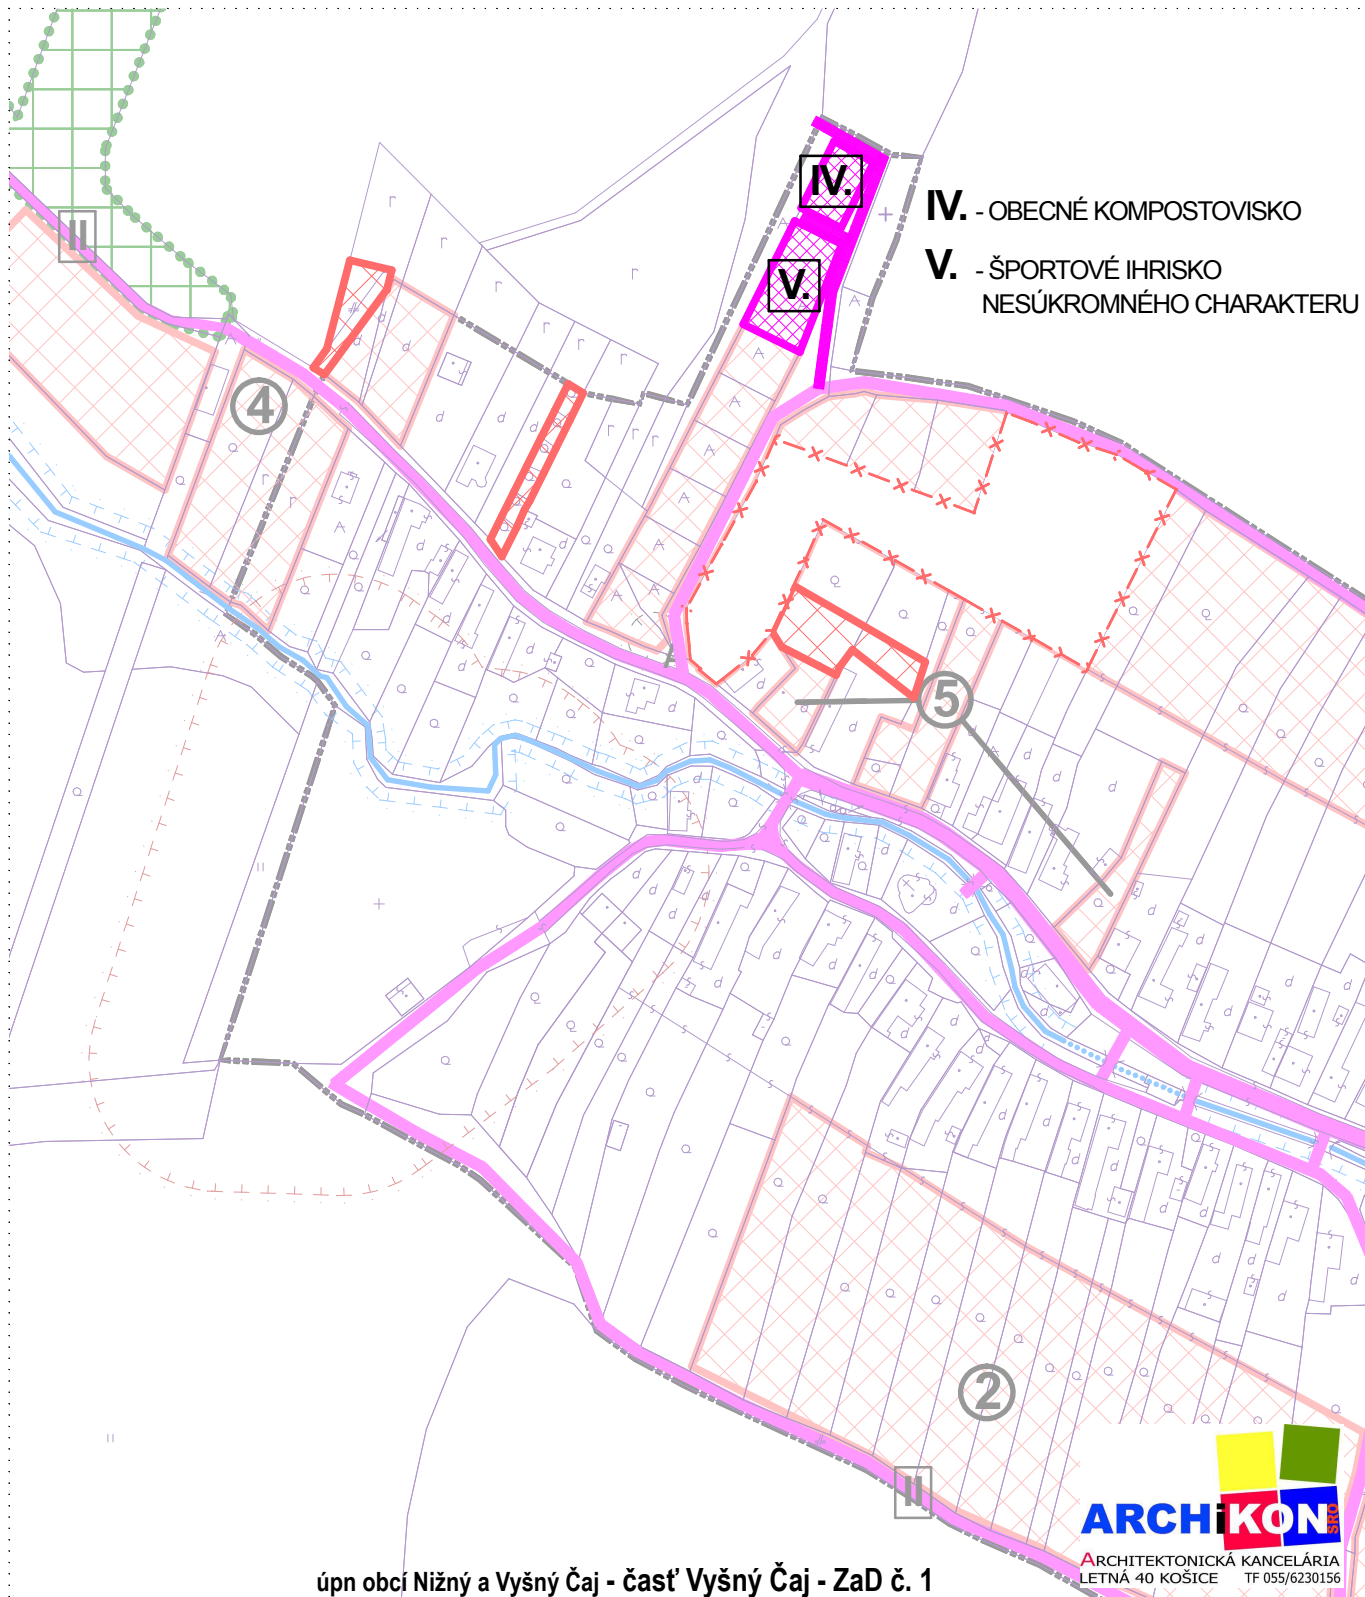 IV.
IV. - OBECNÉ KOMPOSTOVISKO
V.
V. - ŠPORTOVÉ IHRISKO
NESÚKROMNÉHO CHARAKTERU
II
4
5
2
II
ARCHiKON SRO
ARCHITEKTONICKÁ KANCELÁRIA
LETNÁ 40 KOŠICE TF 055/6230156
úpn obcí Nižný a Vyšný Čaj - časť Vyšný Čaj - ZaD č. 1